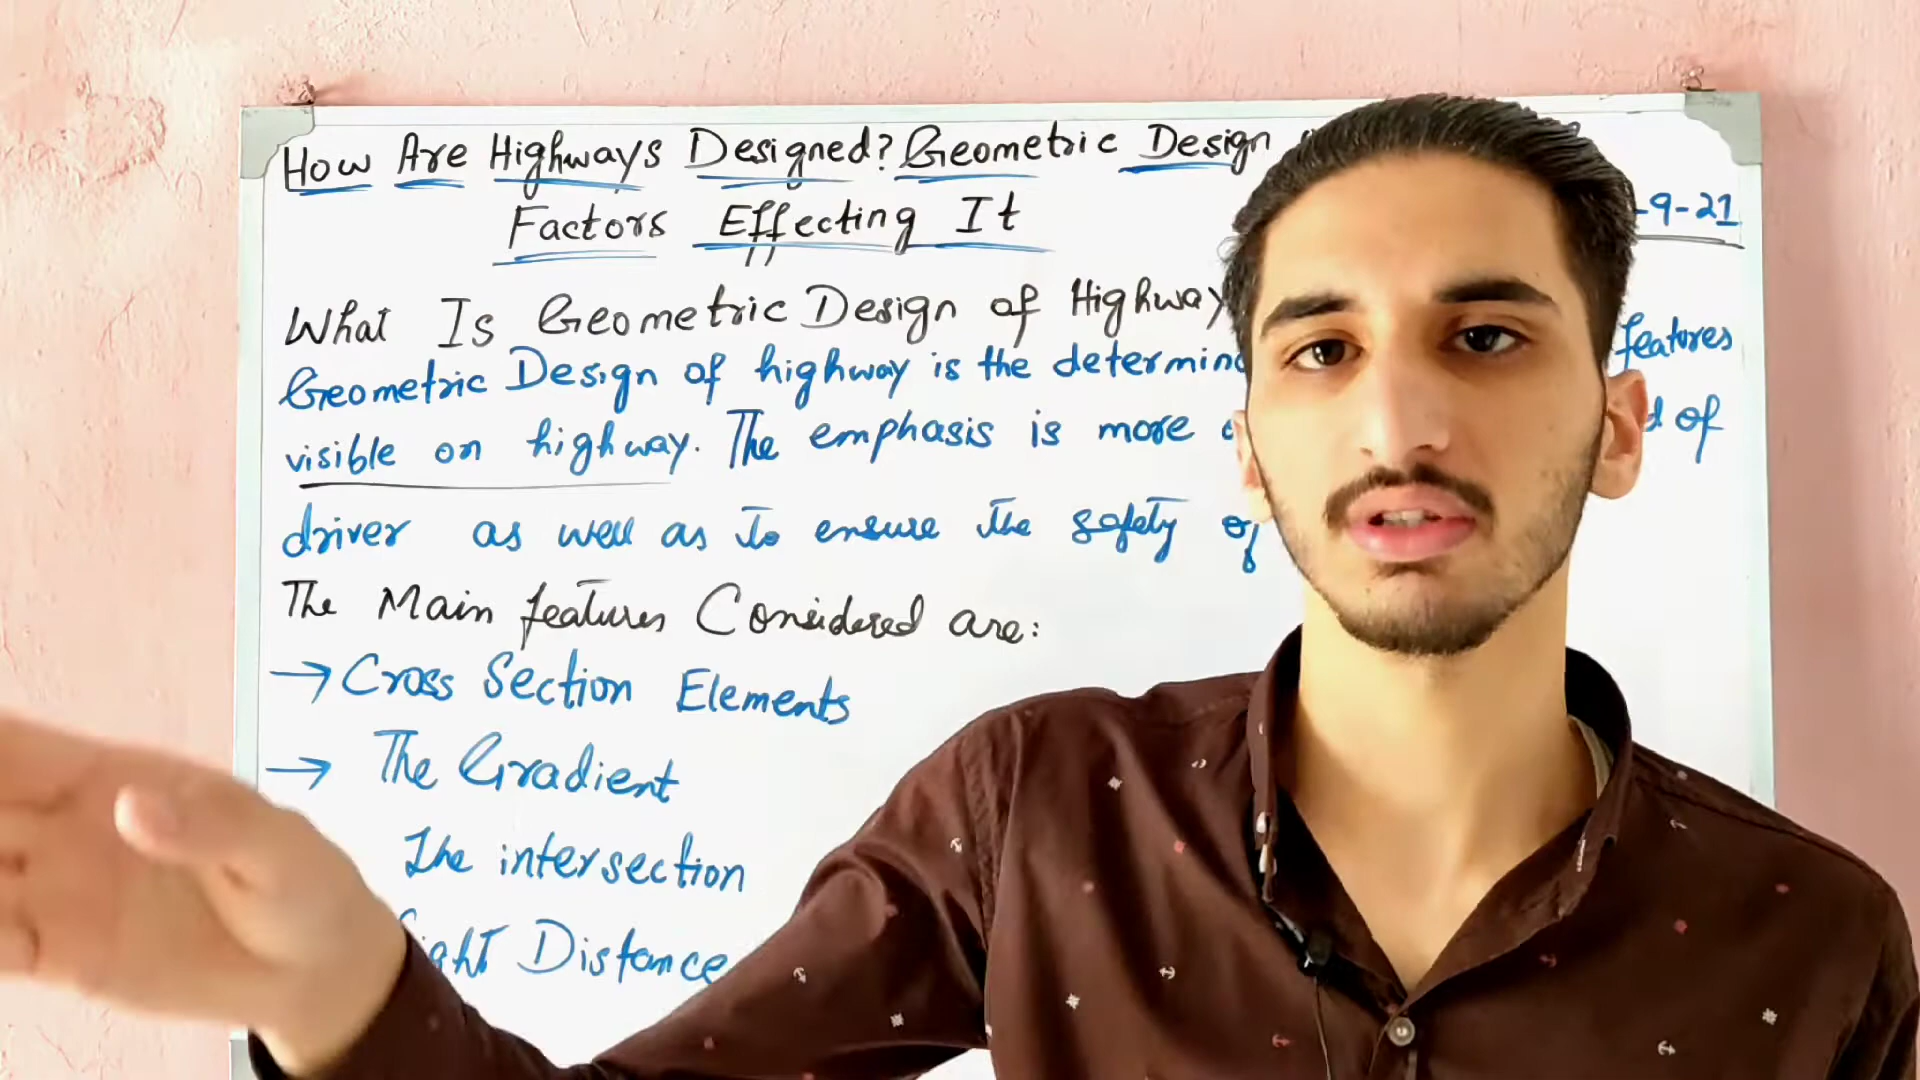 How Are Highways Designed? Geometric Design
Factors Effecting It
-9-21
What Is Geometric Design of Highway
Geometric Design of highway is the features
visible on highway. The emphasis is more of
driver as well as to ensure the safety of
The Main features Considered are:
→ Cross Section Elements
→ The Gradient
The intersection
Distance